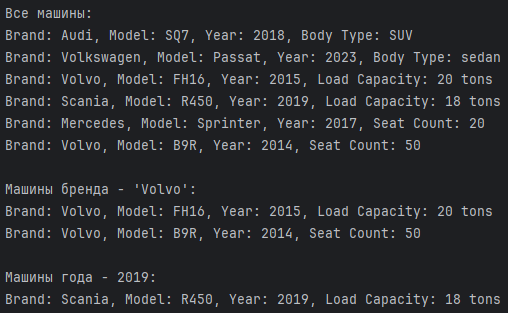 Все машины:
Brand: Audi, Model: SQ7, Year: 2018, Body Type: SUV
Brand: Volkswagen, Model: Passat, Year: 2023, Body Type: sedan
Brand: Volvo, Model: FH16, Year: 2015, Load Capacity: 20 tons
Brand: Scania, Model: R450, Year: 2019, Load Capacity: 18 tons
Brand: Mercedes, Model: Sprinter, Year: 2017, Seat Count: 20
Brand: Volvo, Model: B9R, Year: 2014, Seat Count: 50

Машины бренда - 'Volvo':
Brand: Volvo, Model: FH16, Year: 2015, Load Capacity: 20 tons
Brand: Volvo, Model: B9R, Year: 2014, Seat Count: 50

Машины года - 2019:
Brand: Scania, Model: R450, Year: 2019, Load Capacity: 18 tons